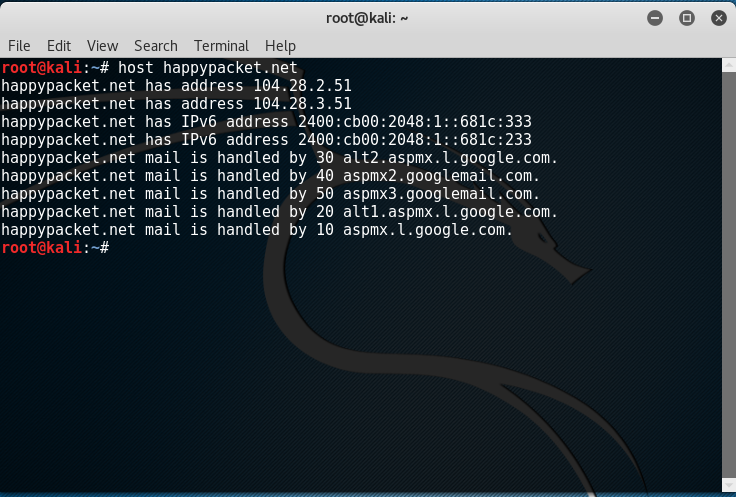 root@kali: ~
File Edit View Search Terminal Help
root@kali:~# host happypacket.net
happypacket.net has address 104.28.2.51
happypacket.net has address 104.28.3.51
happypacket.net has IPv6 address 2400:cb00:2048:1::681c:333
happypacket.net has IPv6 address 2400:cb00:2048:1::681c:233
happypacket.net mail is handled by 30 alt2.aspmx.l.google.com.
happypacket.net mail is handled by 40 aspmx2.googlemail.com.
happypacket.net mail is handled by 50 aspmx3.googlemail.com.
happypacket.net mail is handled by 20 alt1.aspmx.l.google.com.
happypacket.net mail is handled by 10 aspmx.l.google.com.
root@kali:~#